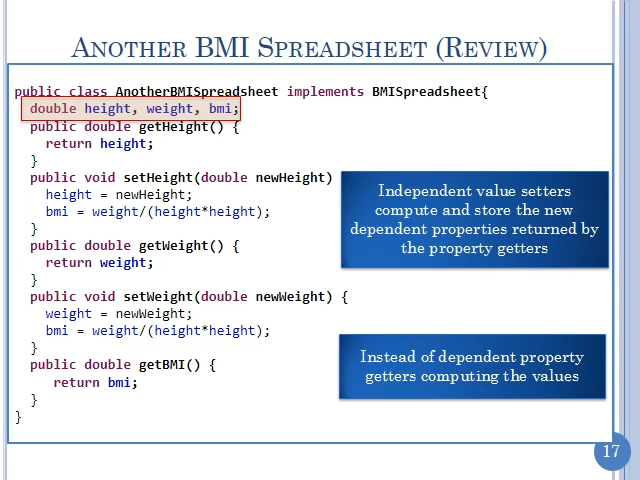 ANOTHER BMI SPREADSHEET (REVIEW)
public class AnotherBMISpreadsheet implements BMISpreadsheet{
double height, weight, bmi;
public double getHeight() {
return height;
}
public void setHeight(double newHeight)
height = newHeight;
bmi = weight/(height*height);
}
public double getWeight() {
return weight;
}
public void setWeight(double newWeight) {
weight = newWeight;
bmi = weight/(height*height);
}
public double getBMI() {
return bmi;
}
}
Independent value setters
compute and store the new
dependent properties returned by
the property getters
Instead of dependent property
getters computing the values
17